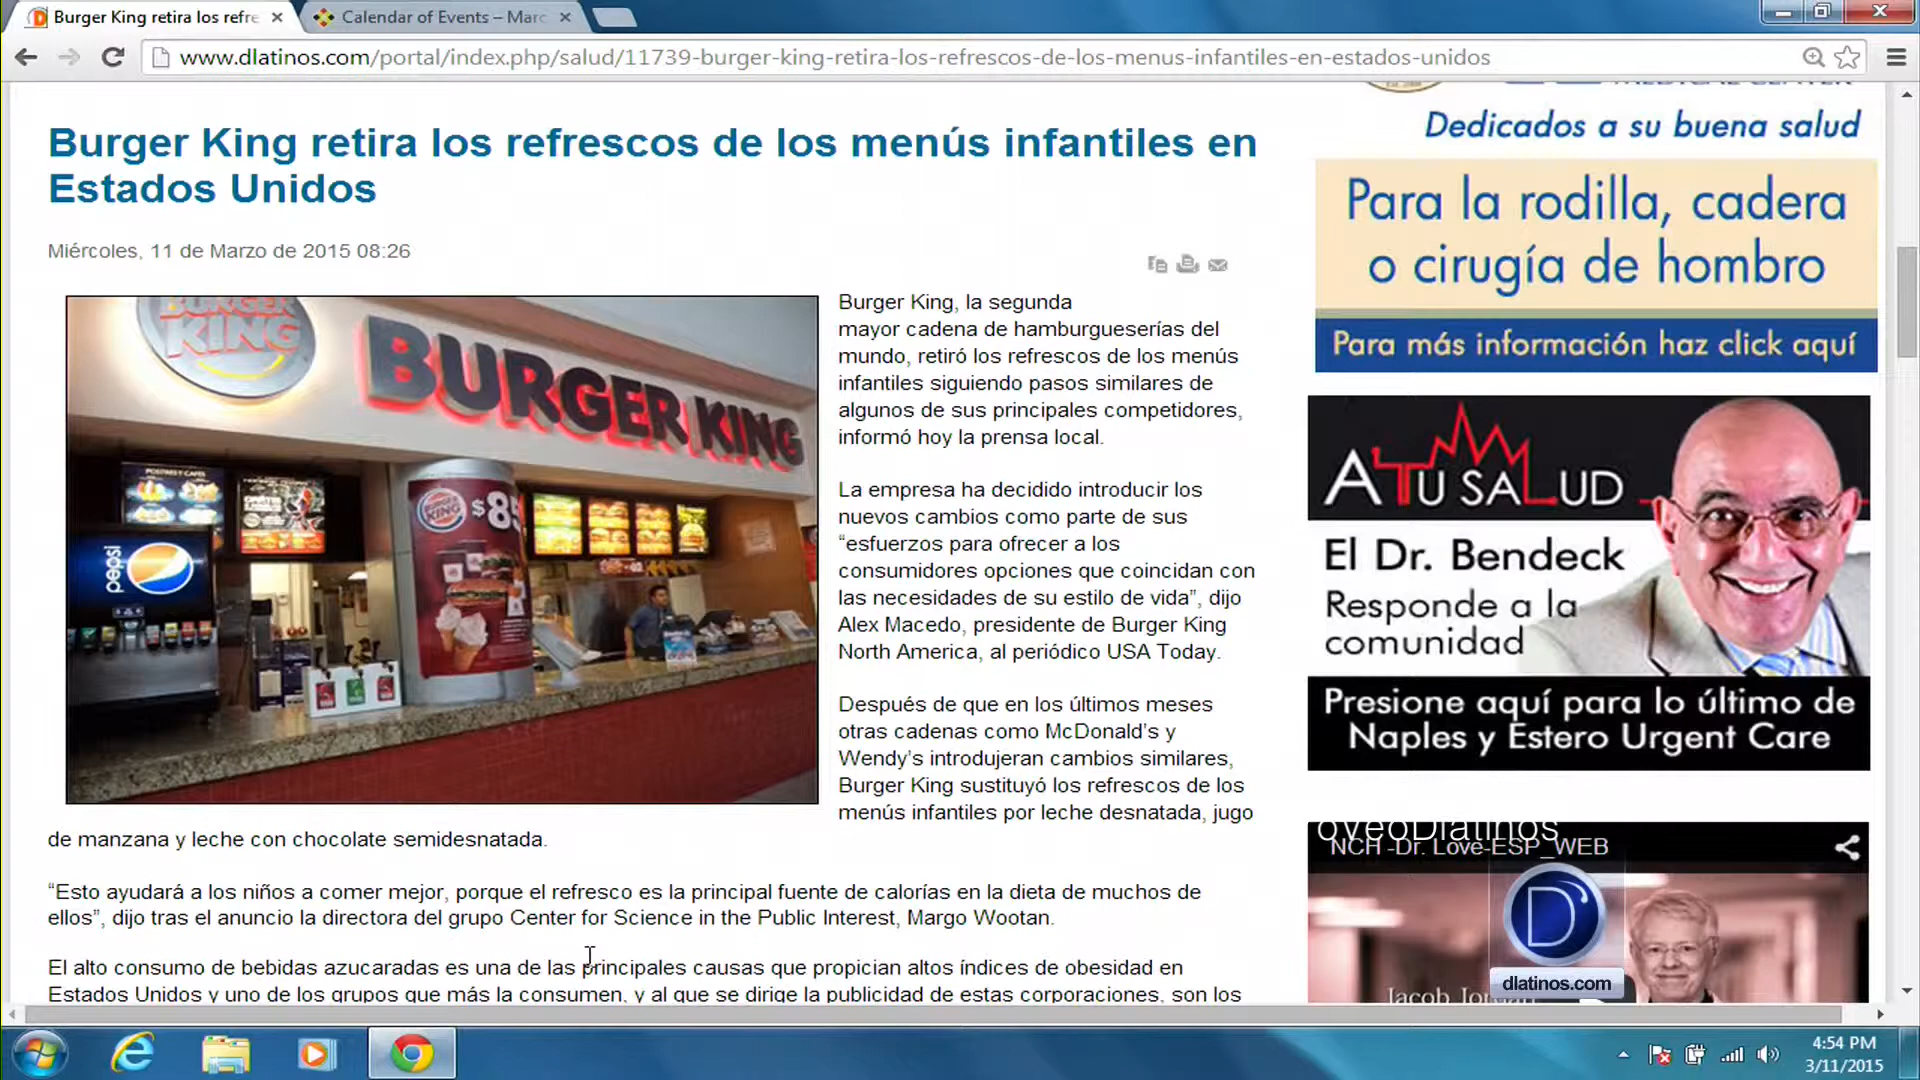 Burger King retira los refre
Calendar of Events – Marc
www.dlatinos.com/portal/index.php/salud/11739-burger-king-retira-los-refrescos-de-los-menus-infantiles-en-estados-unidos
Burger King retira los refrescos de los menús infantiles en
Estados Unidos
Miércoles, 11 de Marzo de 2015 08:26
BURGER
KING
BURGER KING
pepsi
BURGER
KING
$8
Burger King, la segunda
mayor cadena de hamburgueserías del
mundo, retiró los refrescos de los menús
infantiles siguiendo pasos similares de
algunos de sus principales competidores,
informó hoy la prensa local.
La empresa ha decidido introducir los
nuevos cambios como parte de sus
“esfuerzos para ofrecer a los
consumidores opciones que coincidan con
las necesidades de su estilo de vida”, dijo
Alex Macedo, presidente de Burger King
North America, al periódico USA Today.
Después de que en los últimos meses
otras cadenas como McDonald’s y
Wendy’s introdujeran cambios similares,
Burger King sustituyó los refrescos de los
menús infantiles por leche desnatada, jugo
de manzana y leche con chocolate semidesnatada.
“Esto ayudará a los niños a comer mejor, porque el refresco es la principal fuente de calorías en la dieta de muchos de
ellos”, dijo tras el anuncio la directora del grupo Center for Science in the Public Interest, Margo Wootan.
El alto consumo de bebidas azucaradas es una de las principales causas que propician altos índices de obesidad en
Estados Unidos y uno de los grupos que más la consumen, y al que se dirige la publicidad de estas corporaciones, son los
Dedicados a su buena salud
Para la rodilla, cadera
o cirugía de hombro
Para más información haz click aquí
A TU SALUD
El Dr. Bendeck
Responde a la
comunidad
Presione aquí para lo último de
Naples y Estero Urgent Care
oveoDlatinos
NCH -Dr. Love-ESP_WEB
D
dlatinos.com
4:54 PM
3/11/2015